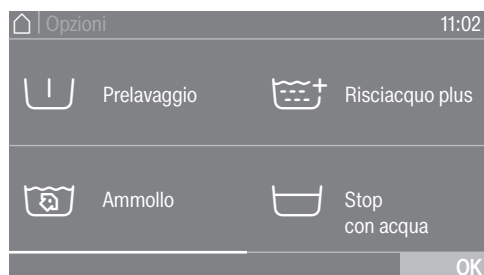 Opzioni 11:02
Prelavaggio Risciacquo plus
Ammollo Stop
con acqua
OK